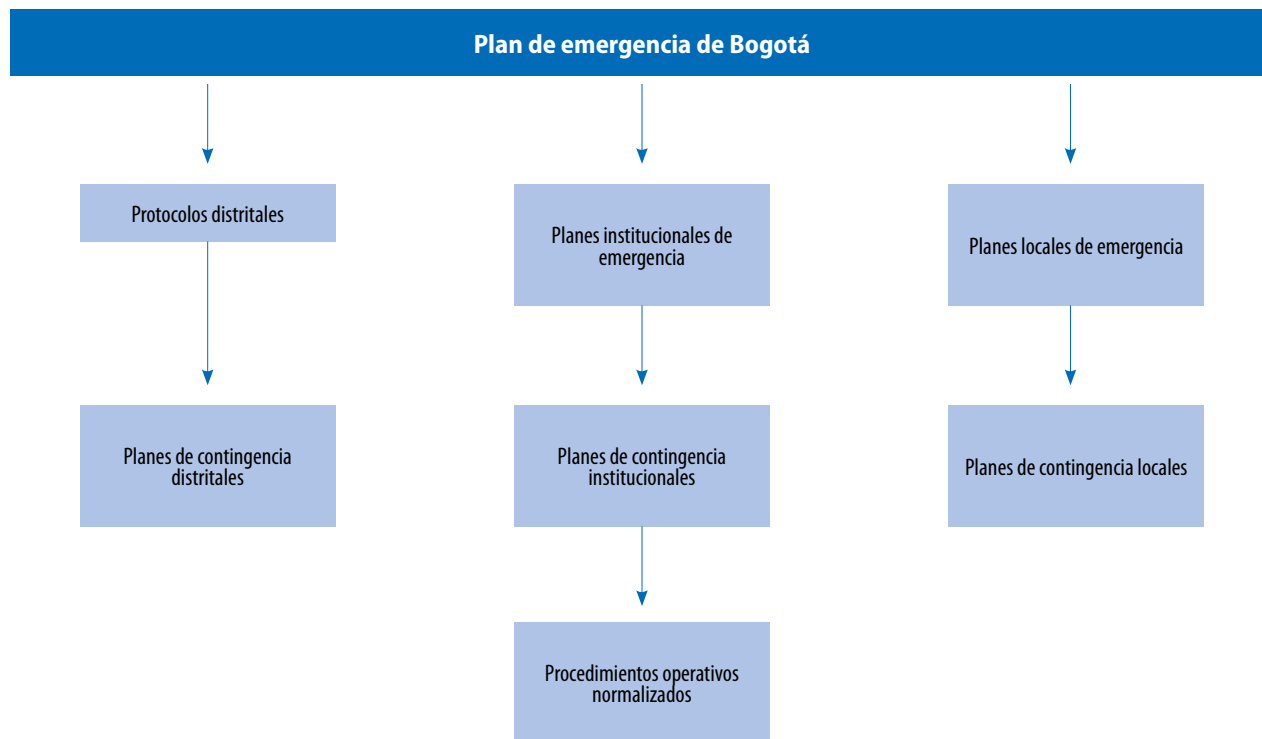 Plan de emergencia de Bogotá
Protocolos distritales
Planes institucionales de
emergencia
Planes locales de emergencia
Planes de contingencia
distritales
Planes de contingencia
institucionales
Planes de contingencia locales
Procedimientos operativos
normalizados